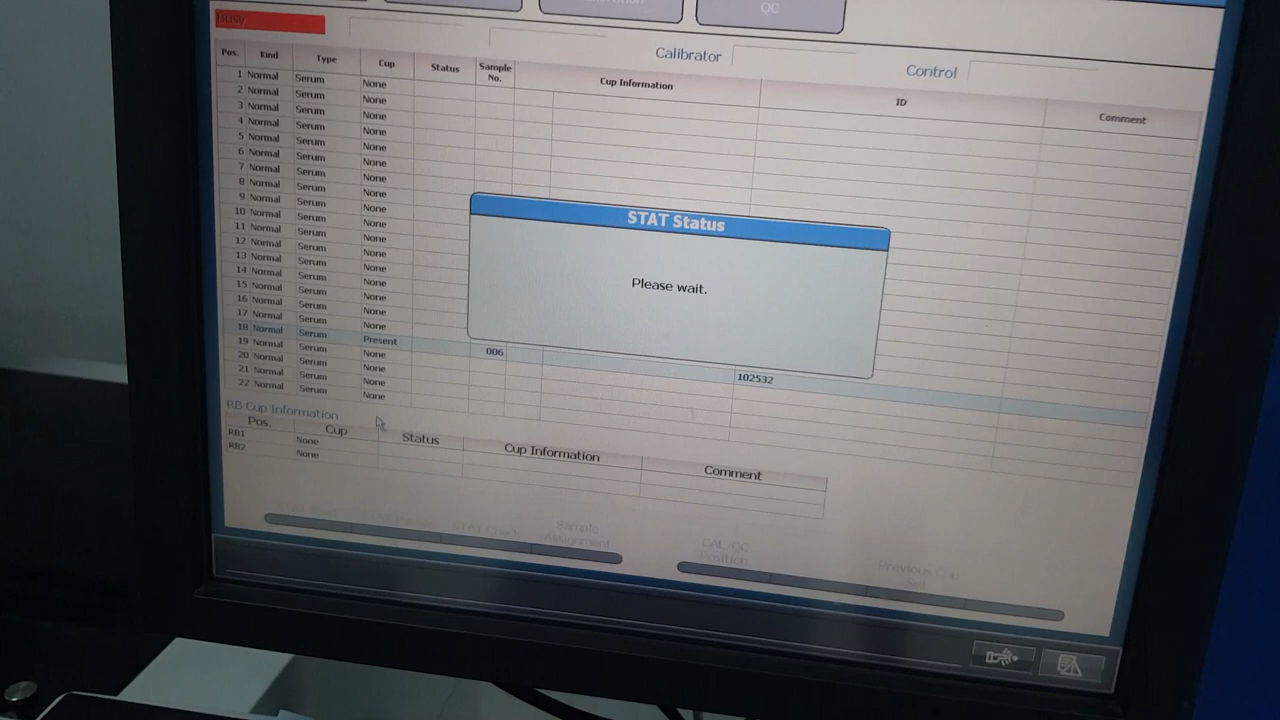 QC
Busy
Calibrator
Control
Pos. Kind Type Cup Status Sample No. Cup Information ID Comment
1 Normal Serum None
2 Normal Serum None
3 Normal Serum None
4 Normal Serum None
5 Normal Serum None
6 Normal Serum None
7 Normal Serum None
8 Normal Serum None
9 Normal Serum None
10 Normal Serum None
11 Normal Serum None
12 Normal Serum None
13 Normal Serum None
14 Normal Serum None
15 Normal Serum None
16 Normal Serum None
17 Normal Serum None
18 Normal Serum Present 006 102532
19 Normal Serum None
20 Normal Serum None
21 Normal Serum None
22 Normal Serum None
STAT Status
Please wait.
RB Cup Information
Pos. Cup Status Cup Information Comment
RB1 None
RB2 None
STAT Check
Sample
Assignment
CAL/QC
Position
Previous Cup
Set